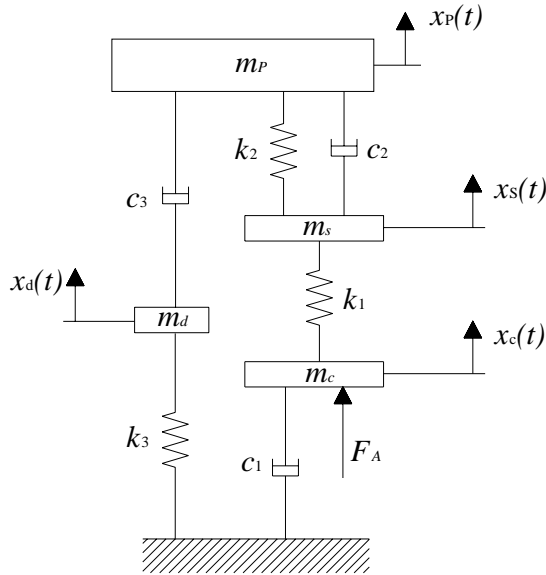 xP(t)
mP
k2
c2
c3
xS(t)
ms
xd(t)
k1
md
xc(t)
mc
k3
c1
FA